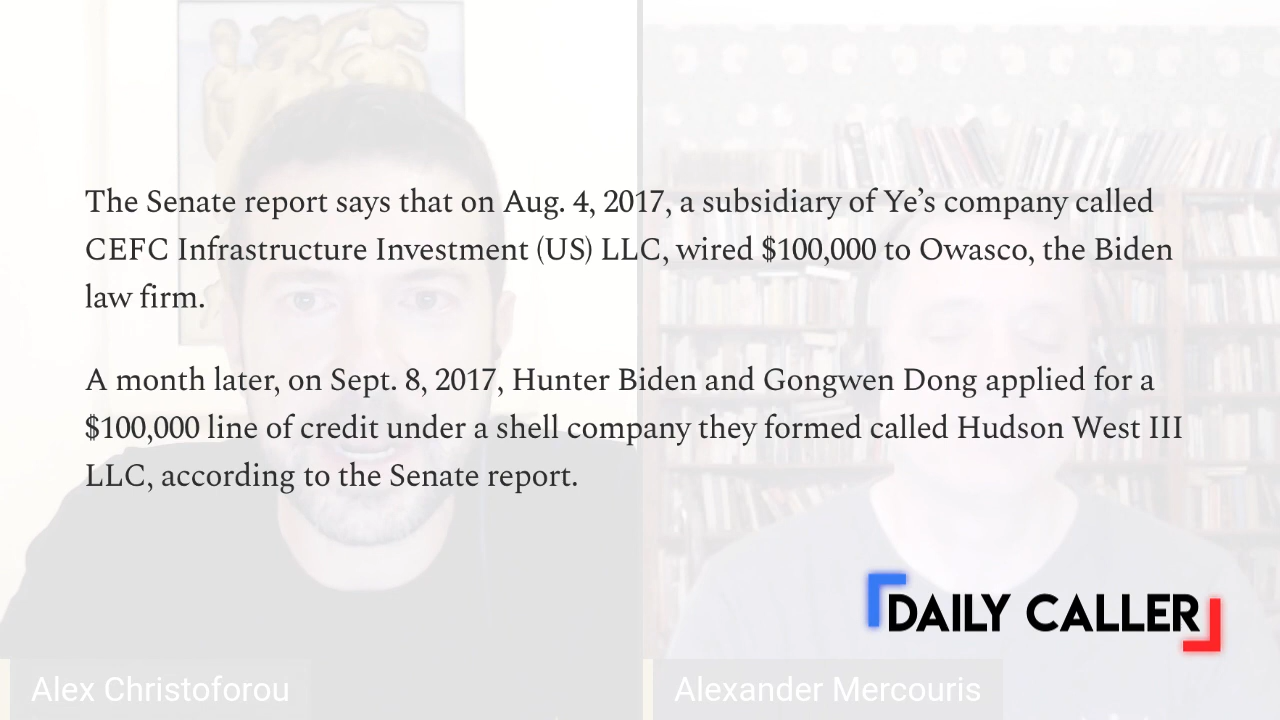 The Senate report says that on Aug. 4, 2017, a subsidiary of Ye’s company called
CEFC Infrastructure Investment (US) LLC, wired $100,000 to Owasco, the Biden
law firm.
A month later, on Sept. 8, 2017, Hunter Biden and Gongwen Dong applied for a
$100,000 line of credit under a shell company they formed called Hudson West III
LLC, according to the Senate report.
DAILY CALLER
Alex Christoforou
Alexander Mercouris